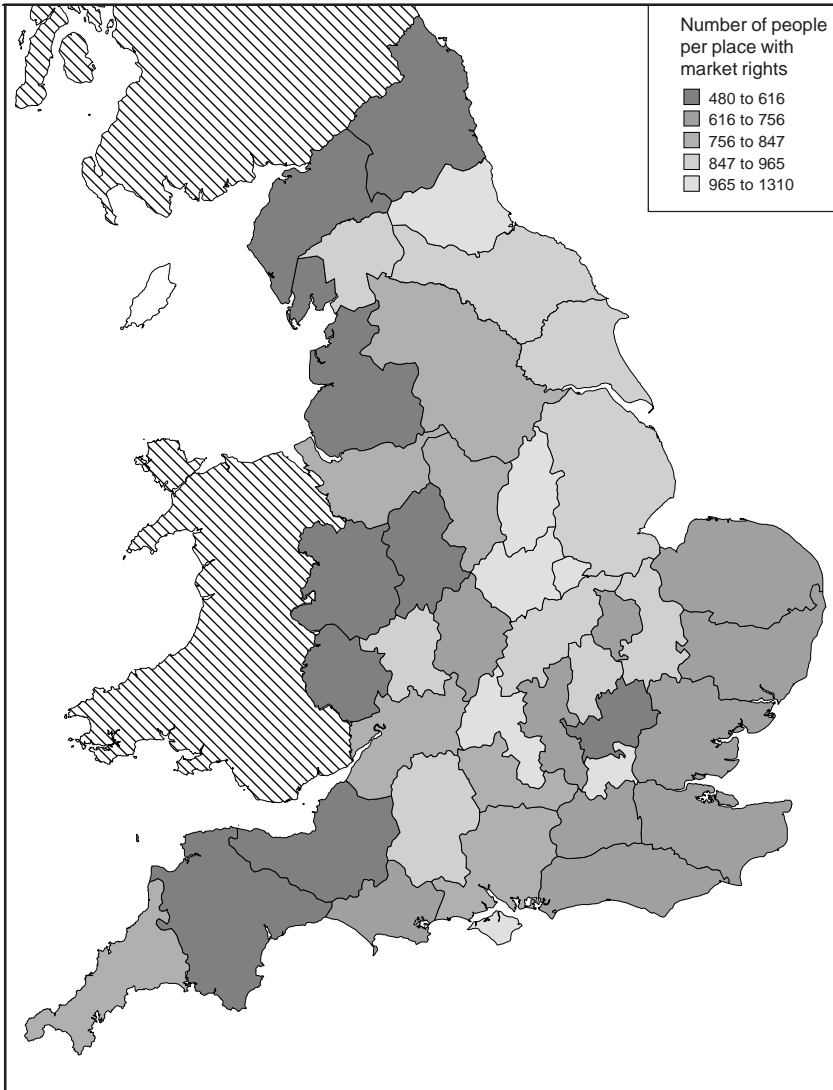 Number of people
per place with
market rights
480 to 616
616 to 756
756 to 847
847 to 965
965 to 1310